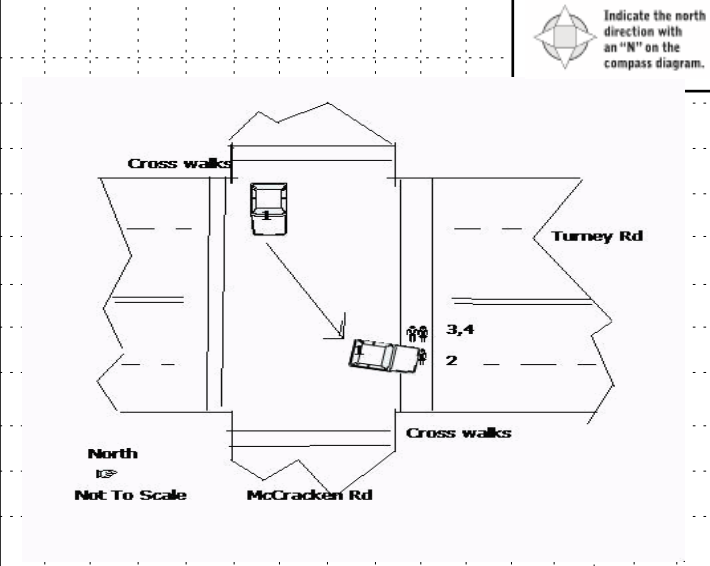 Indicate the north
direction with
an "N" on the
compass diagram.
Cross walks
1
Turney Rd
3,4
1
2
Cross walks
North
Not To Scale
McCracken Rd